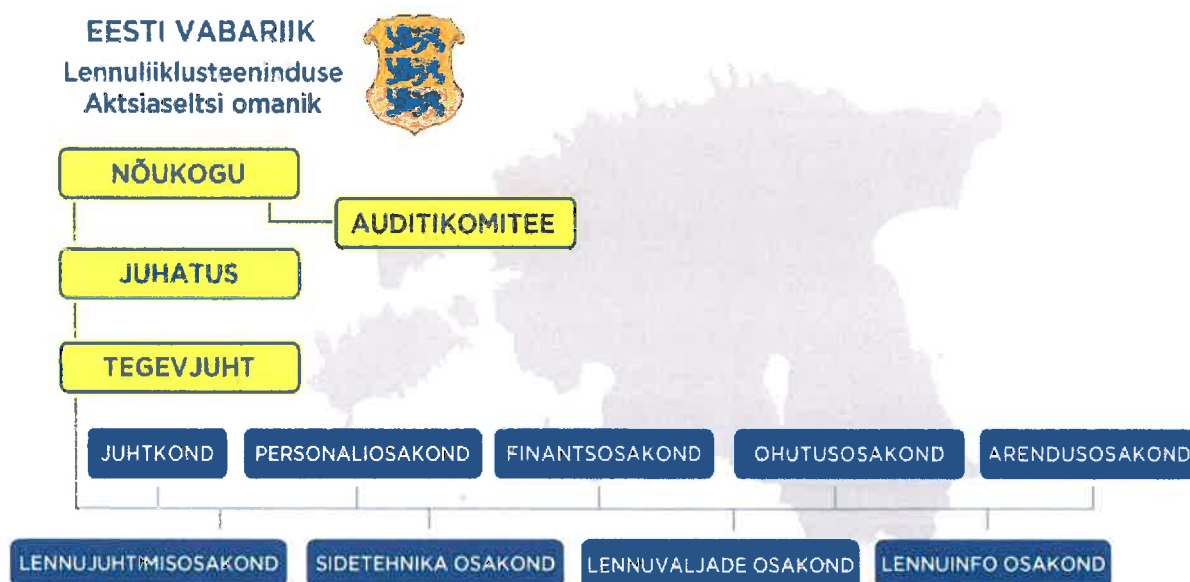 EESTI VABARIIK
Lennuliiklusteeninduse
Aktsiaseltsi omanik
NÕUKOGU
AUDITIKOMITEE
JUHATUS
TEGEVJUHT
JUHTKOND
PERSONALIOSAKOND
FINANTSOSAKOND
OHUTUSOSAKOND
ARENDUSOSAKOND
LENNUJUHTIMISOSAKOND
SIDETEHNIKA OSAKOND
LENNUVALJADE OSAKOND
LENNUINFO OSAKOND